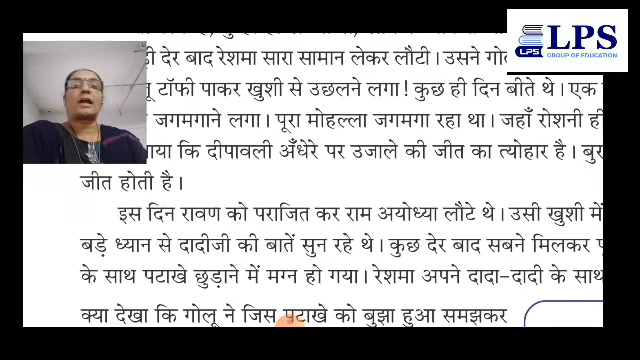 LPS
GROUP OF EDUCATION
LPS
देर बाद रेशमा सारा सामान लेकर लौटी। उसने
टॉफी पाकर खुशी से उछलने लगा! कुछ ही दिन बीते थे। एक
जगमगाने लगा। पूरा मोहल्ला जगमगा रहा था। जहाँ रोशनी ही
कि दीपावली अँधेरे पर उजाले की जीत का त्योहार है।
जीत होती है।
इस दिन रावण को पराजित कर राम अयोध्या लौटे थे। उसी खुशी में
बड़े ध्यान से दादीजी की बातें सुन रहे थे। कुछ देर बाद सबने मिलकर
के साथ पटाखे छुड़ाने में मग्न हो गया। रेशमा अपने दादा-दादी के साथ
क्या देखा कि गोलू ने जिस पटाखे को बुझा हुआ समझकर